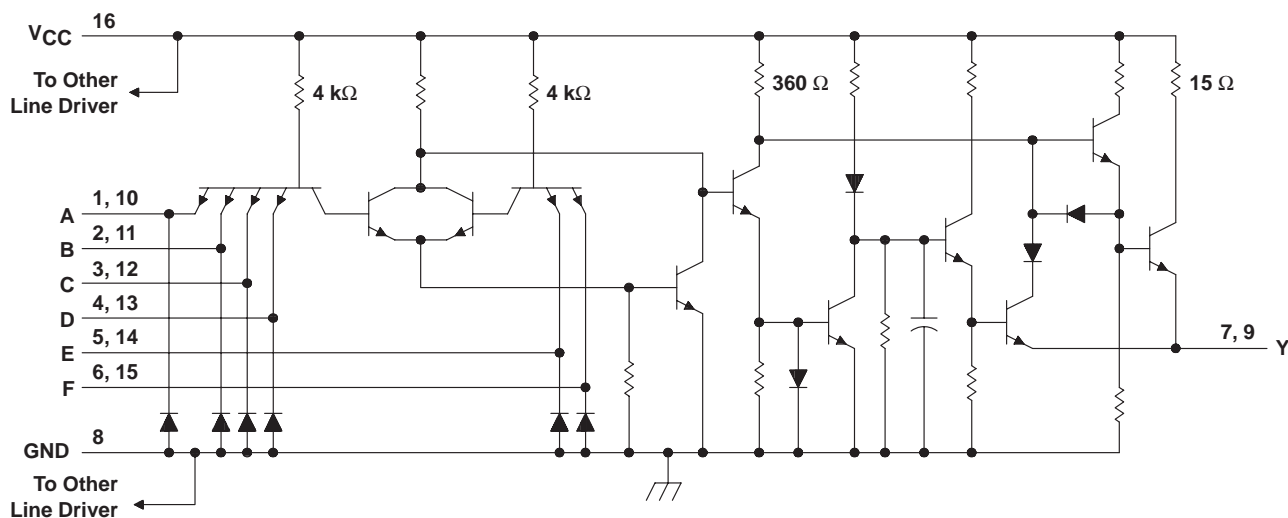 VCC 16
To Other
Line Driver
4 kΩ
4 kΩ
360 Ω
15 Ω
A 1, 10
B 2, 11
C 3, 12
D 4, 13
E 5, 14
F 6, 15
7, 9 Y
GND 8
To Other
Line Driver